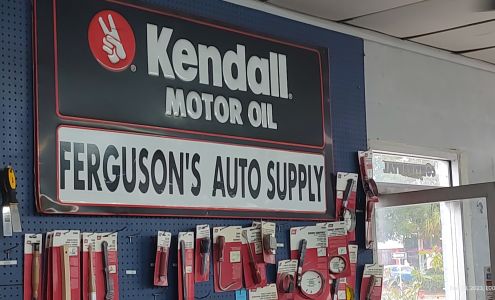 Kendall
MOTOR OIL
FERGUSON'S AUTO SUPPLY